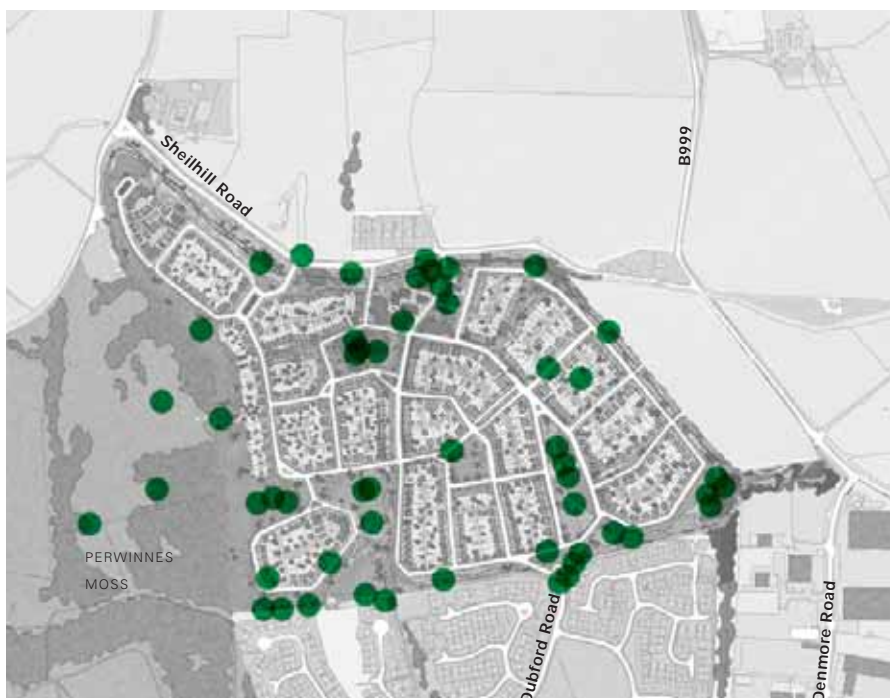 Sheilhill Road
B999
PERWINNES
MOSS
Dubford Road
Denmore Road